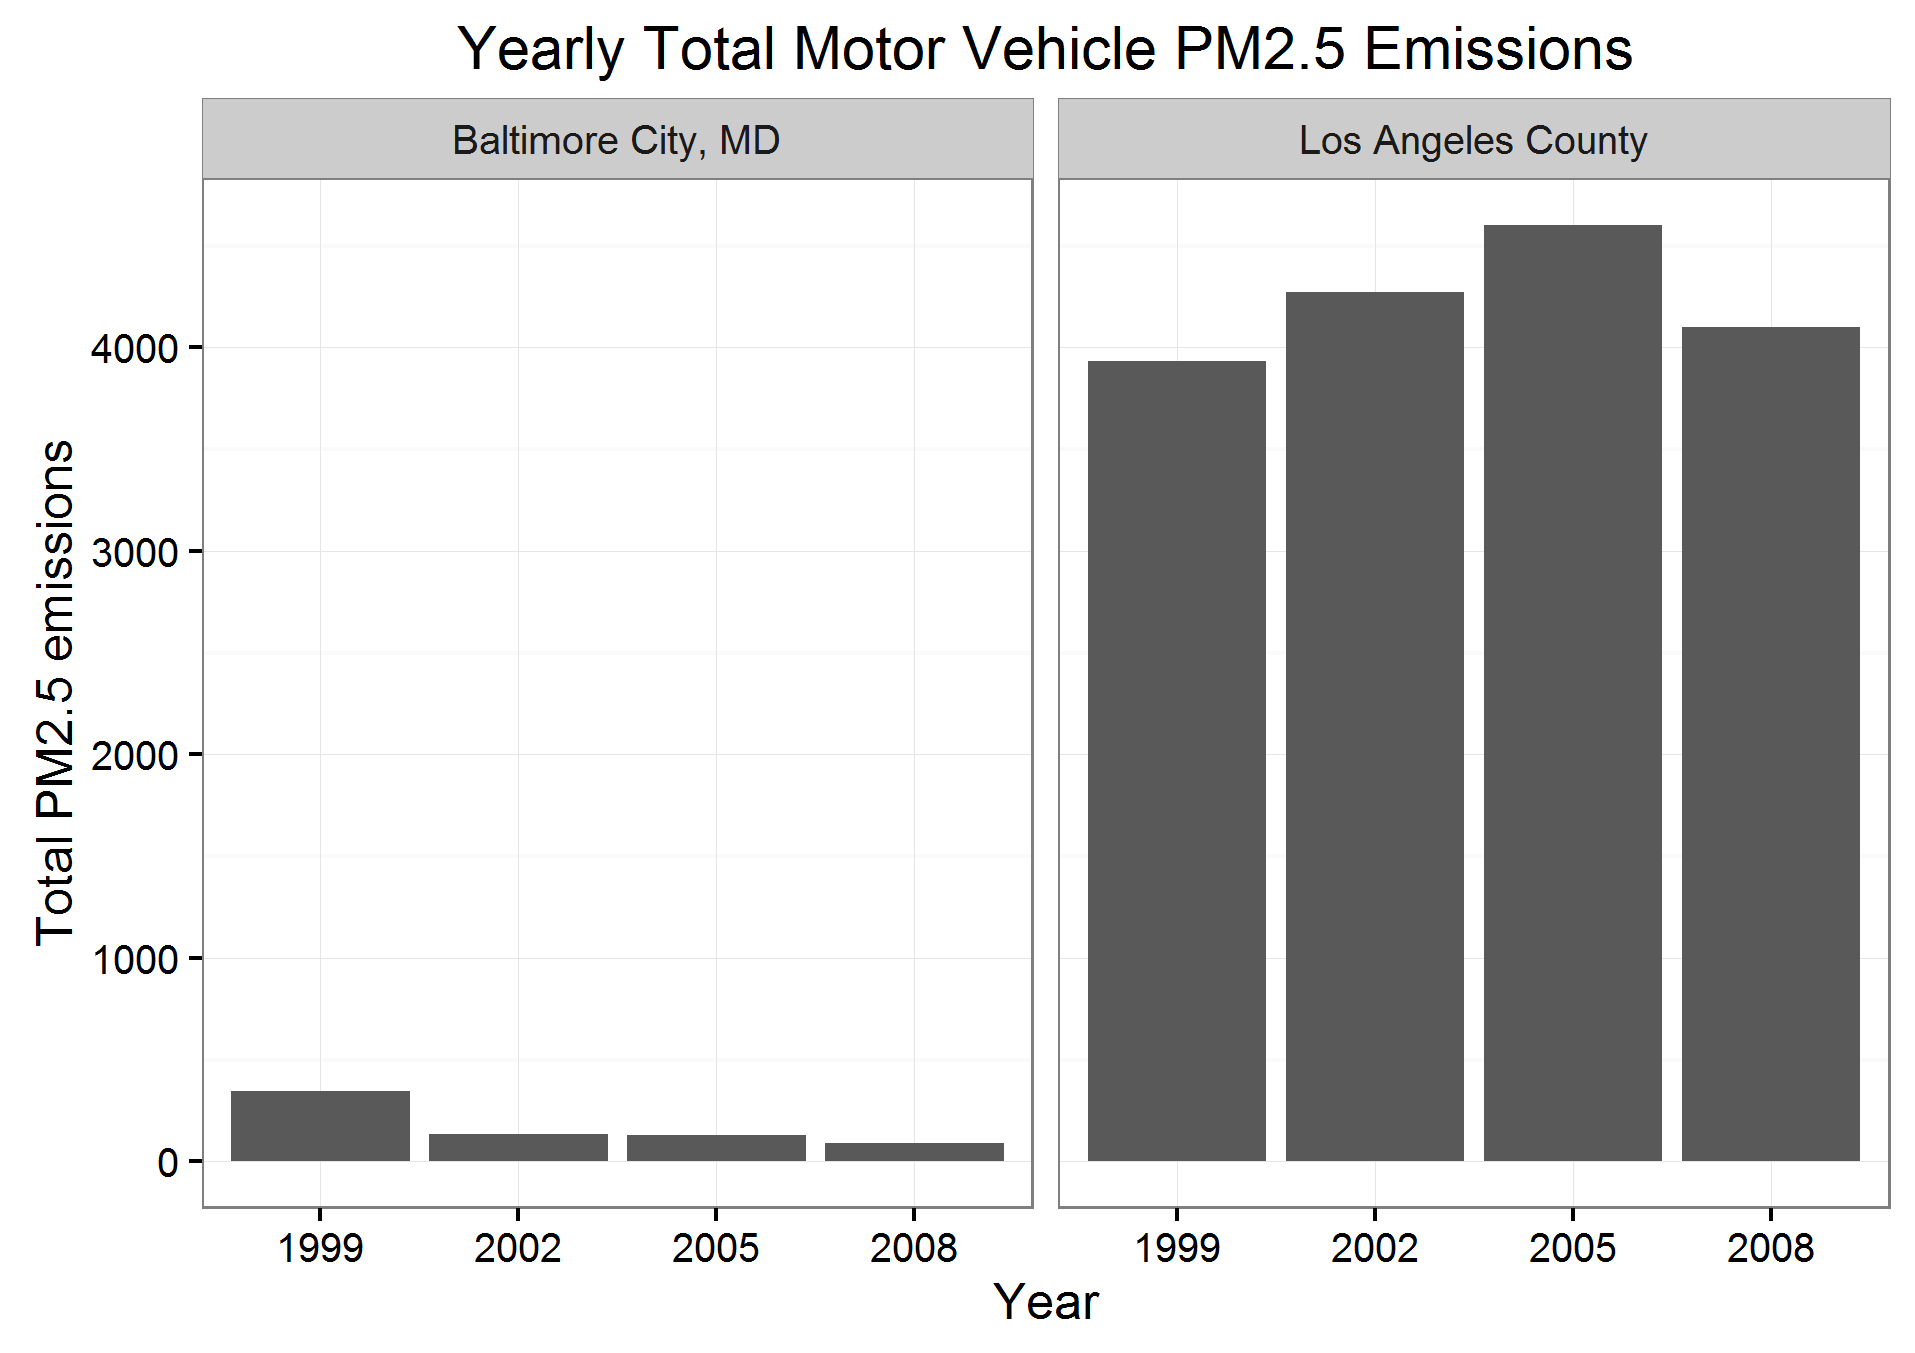 Yearly Total Motor Vehicle PM2.5 Emissions
Baltimore City, MD
Los Angeles County
Total PM2.5 emissions
4000
3000
2000
1000
0
1999 2002 2005 2008
1999 2002 2005 2008
Year